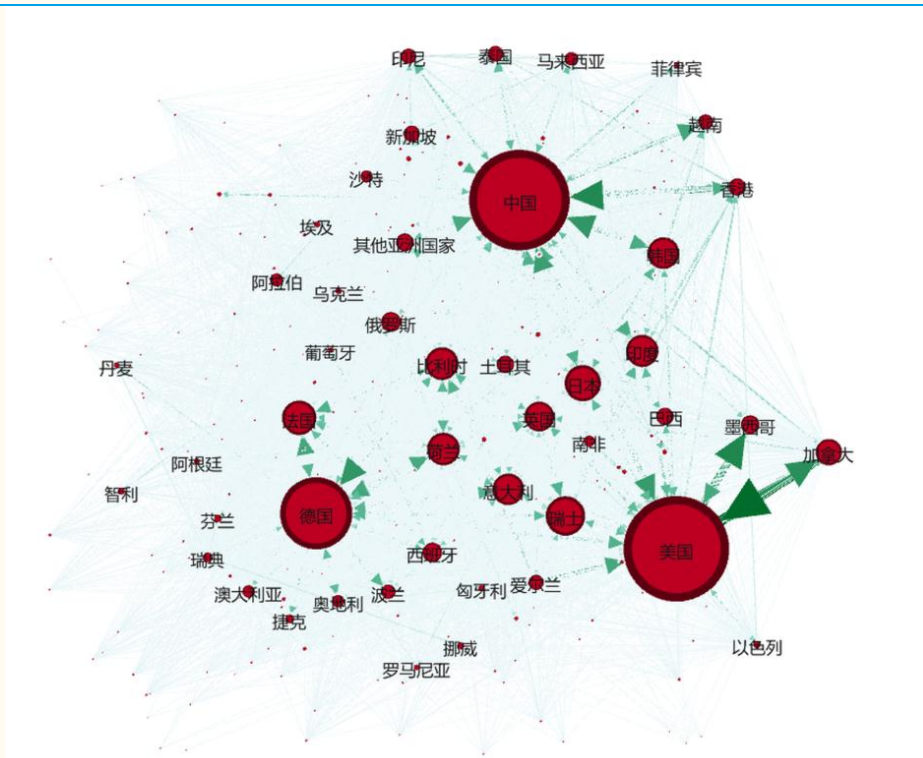 印尼
泰国
马来西亚
菲律宾
越南
新加坡
沙特
香港
中国
埃及
其他亚洲国家
韩国
阿拉伯
乌克兰
俄罗斯
葡萄牙
比利时
土耳其
印度
丹麦
日本
法国
英国
巴西
墨西哥
南非
荷兰
加拿大
阿根廷
智利
意大利
德国
芬兰
瑞士
美国
瑞典
西班牙
澳大利亚
奥地利
波兰
匈牙利
爱尔兰
捷克
挪威
以色列
罗马尼亚